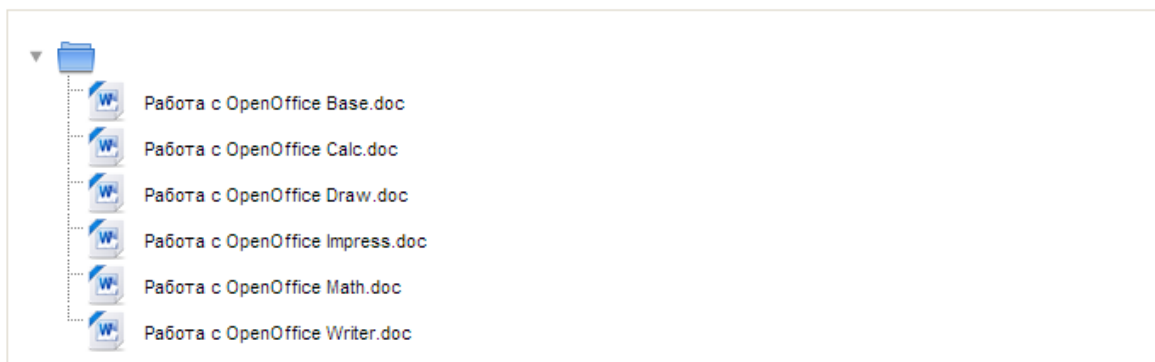 Работа с OpenOffice Base.doc
Работа с OpenOffice Calc.doc
Работа с OpenOffice Draw.doc
Работа с OpenOffice Impress.doc
Работа с OpenOffice Math.doc
Работа с OpenOffice Writer.doc